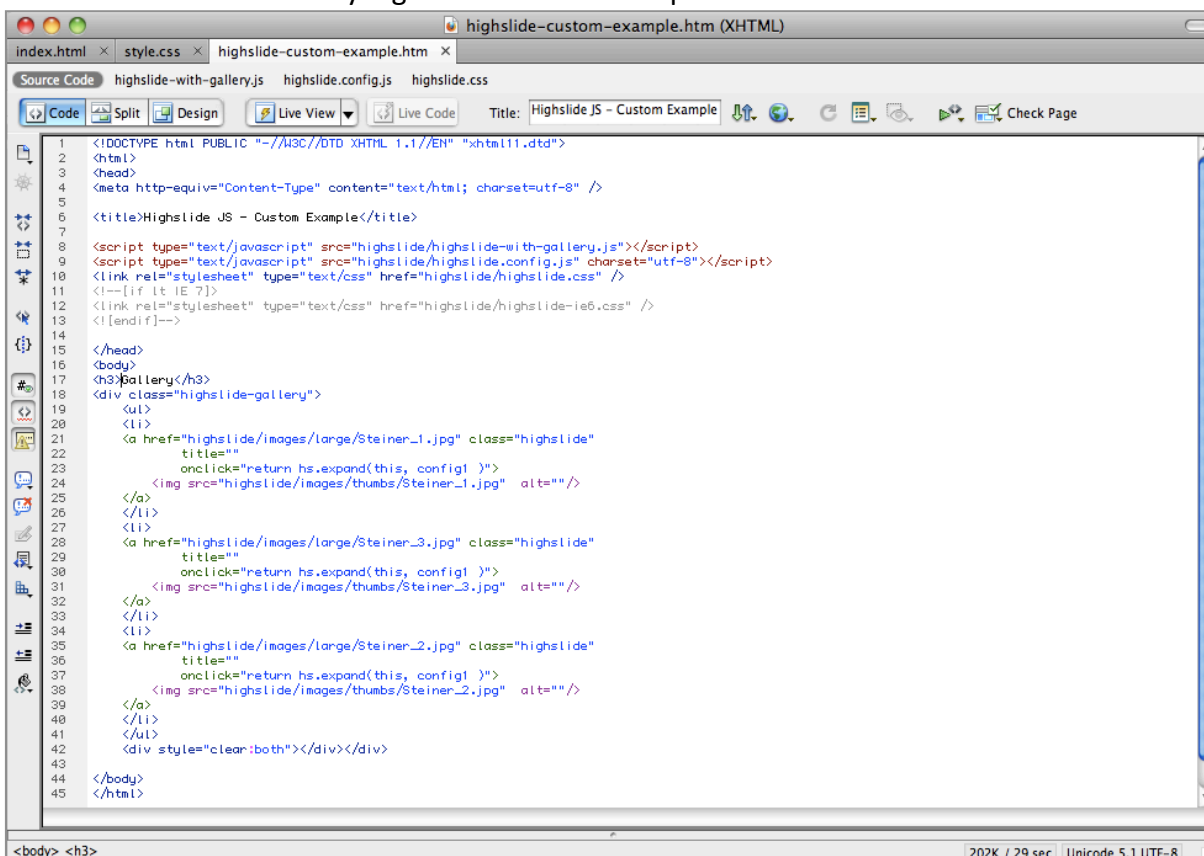 highslide-custom-example.htm (XHTML)
index.html × style.css × highslide-custom-example.htm ×
Source Code highslide-with-gallery.js highslide.config.js highslide.css
Code Split Design Live View Live Code Title: Highslide JS - Custom Example Check Page
1 <!DOCTYPE html PUBLIC "-//W3C//DTD XHTML 1.1//EN" "xhtml11.dtd">
2 <html>
3 <head>
4 <meta http-equiv="Content-Type" content="text/html; charset=utf-8" />
5
6 <title>Highslide JS - Custom Example</title>
7
8 <script type="text/javascript" src="highslide/highslide-with-gallery.js"></script>
9 <script type="text/javascript" src="highslide/highslide.config.js" charset="utf-8"></script>
10 <link rel="stylesheet" type="text/css" href="highslide/highslide.css" />
11 <!--[if lt IE 7]>
12 <link rel="stylesheet" type="text/css" href="highslide/highslide-ie6.css" />
13 <![endif]-->
14
15 </head>
16 <body>
17 <h3>Gallery</h3>
18 <div class="highslide-gallery">
19 <ul>
20 <li>
21 <a href="highslide/images/large/Steiner_1.jpg" class="highslide"
22 title=""
23 onclick="return hs.expand(this, config1 )">
24 <img src="highslide/images/thumbs/Steiner_1.jpg" alt=""/>
25 </a>
26 </li>
27 <li>
28 <a href="highslide/images/large/Steiner_3.jpg" class="highslide"
29 title=""
30 onclick="return hs.expand(this, config1 )">
31 <img src="highslide/images/thumbs/Steiner_3.jpg" alt=""/>
32 </a>
33 </li>
34 <li>
35 <a href="highslide/images/large/Steiner_2.jpg" class="highslide"
36 title=""
37 onclick="return hs.expand(this, config1 )">
38 <img src="highslide/images/thumbs/Steiner_2.jpg" alt=""/>
39 </a>
40 </li>
41 </ul>
42 <div style="clear:both"></div></div>
43
44 </body>
45 </html>
<body> <h3> 202K / 29 sec Unicode 5.1 UTF-8